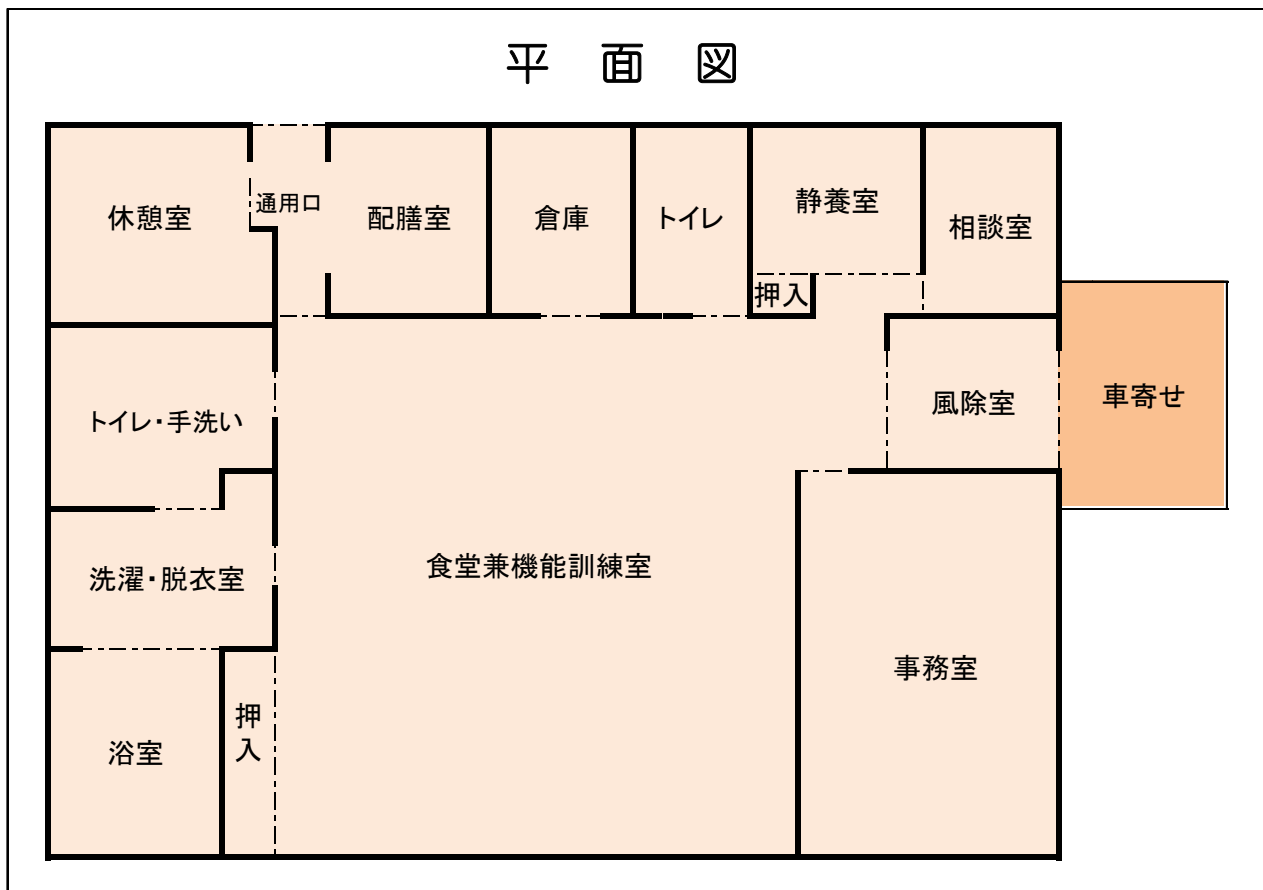 平面図
休憩室
通用口
配膳室
倉庫
トイレ
静養室
相談室
押入
風除室
車寄せ
トイレ・手洗い
洗濯・脱衣室
食堂兼機能訓練室
事務室
浴室
押
入